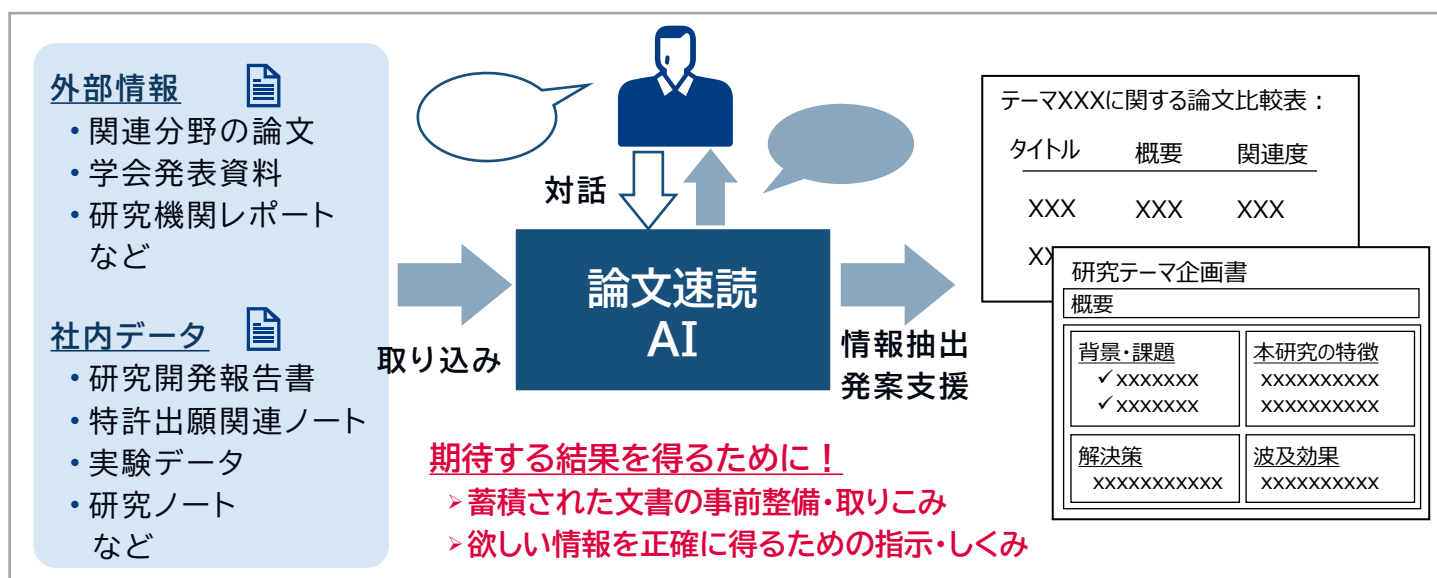 外部情報
・関連分野の論文
・学会発表資料
・研究機関レポート
など
社内データ
・研究開発報告書
・特許出願関連ノート
・実験データ
・研究ノート
など
取り込み
対話
論文速読
AI
情報抽出
発案支援
期待する結果を得るために！
➢蓄積された文書の事前整備・取りこみ
➢欲しい情報を正確に得るための指示・しくみ
テーマXXXに関する論文比較表：
タイトル 概要 関連度
XXX XXX XXX
XX
研究テーマ企画書
概要
背景・課題
✓xxxxxxx
✓xxxxxxx
本研究の特徴
xxxxxxxxxx
xxxxxxxxxx
解決策
xxxxxxxxxxx
波及効果
xxxxxxxxxx